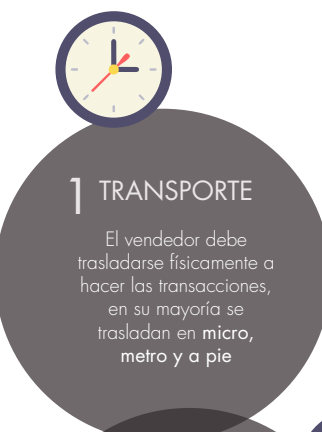 1 TRANSPORTE
El vendedor debe
trasladarse físicamente a
hacer las transacciones,
en su mayoría se
trasladan en micro,
metro y a pie